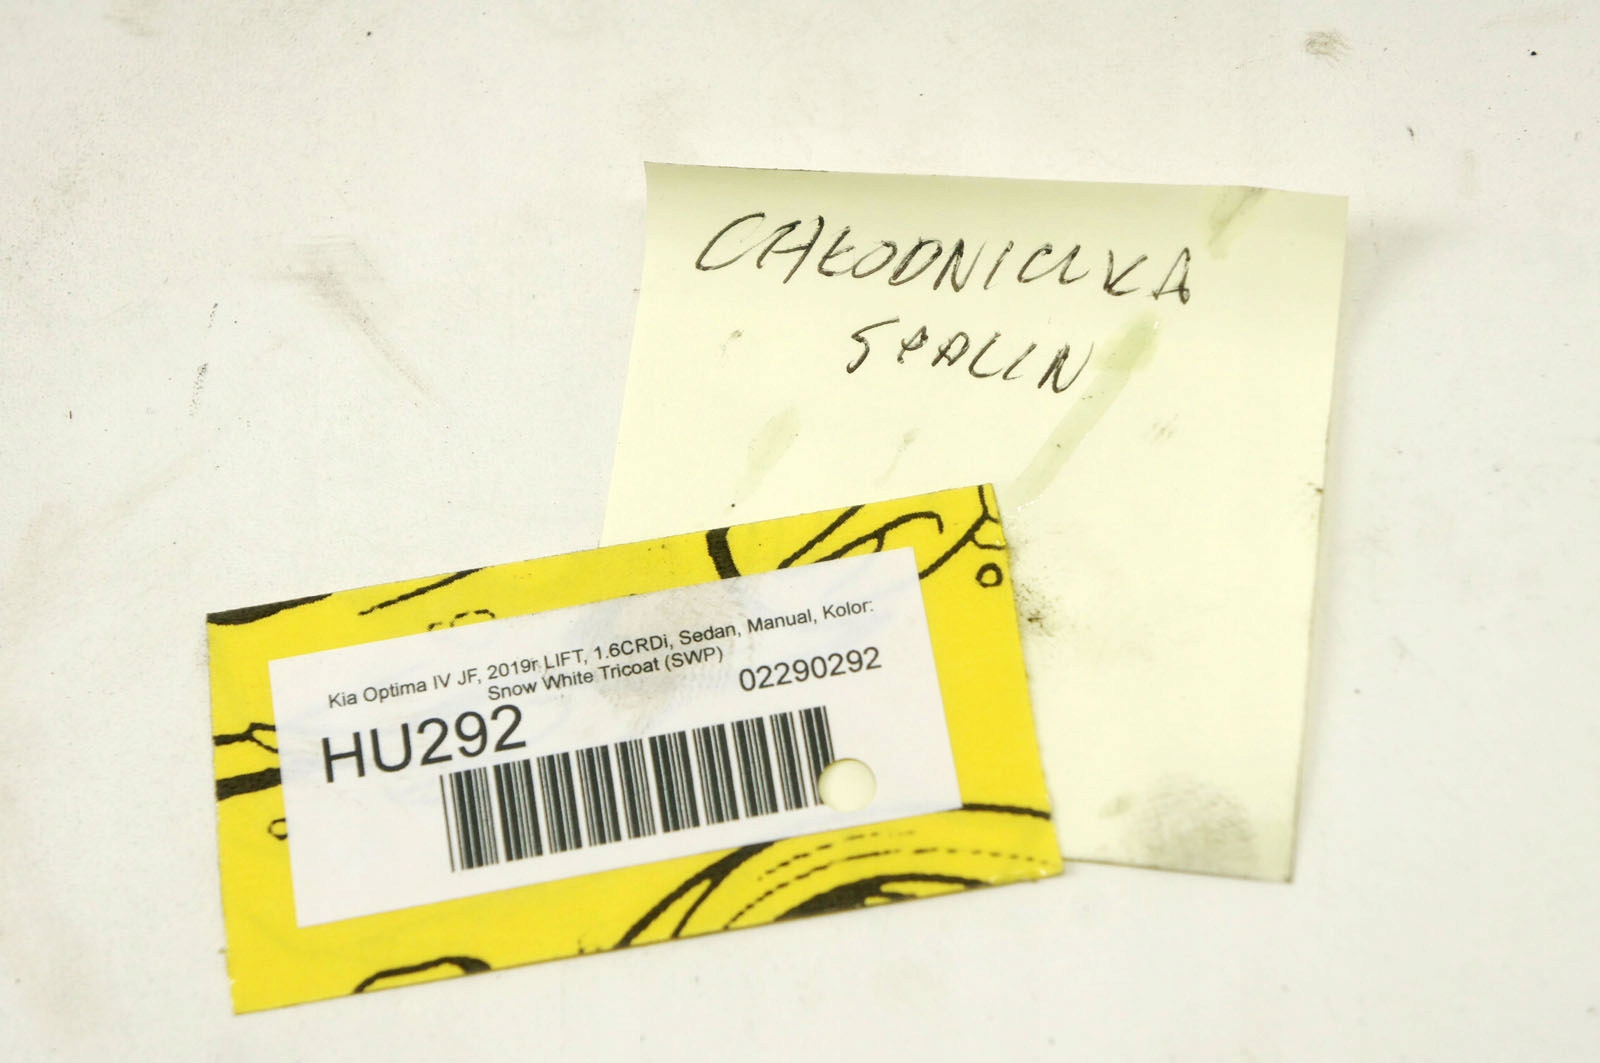 CHŁODNICZKA
SPALIN
Kia Optima IV JF, 2019r LIFT, 1.6CRDi, Sedan, Manual, Kolor:
Snow White Tricoat (SWP)
02290292
HU292